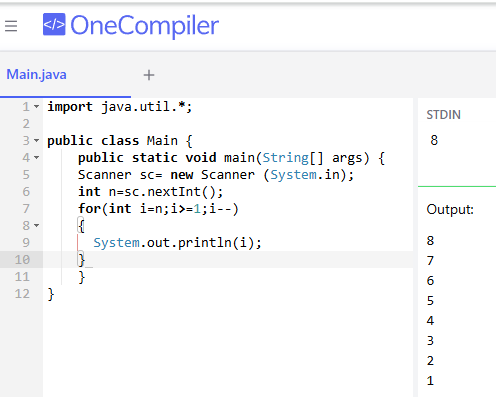 </> OneCompiler
Main.java +
1 import java.util.*;
2
3 public class Main {
4 public static void main(String[] args) {
5 Scanner sc= new Scanner (System.in);
6 int n=sc.nextInt();
7 for(int i=n;i>=1;i--)
8 {
9 System.out.println(i);
10 }
11 }
12 }
STDIN
8
Output:
8
7
6
5
4
3
2
1